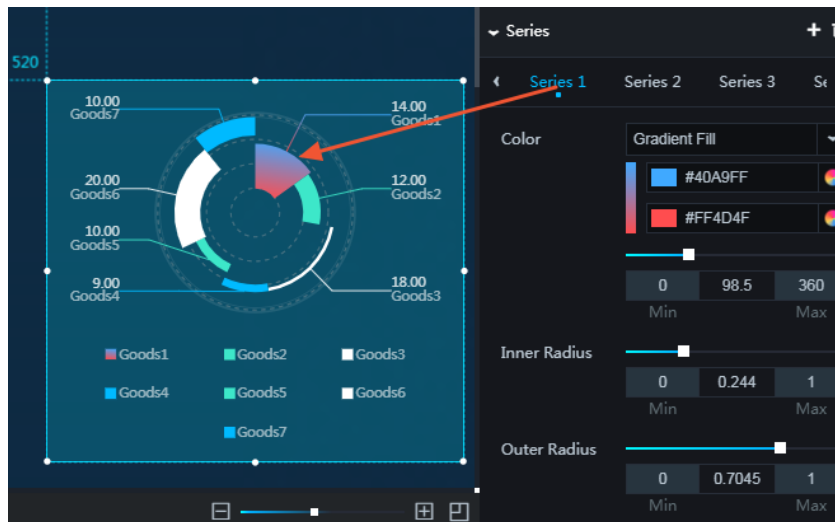 520
10.00
Goods7
14.00
Goods1
20.00
Goods6
12.00
Goods2
10.00
Goods5
9.00
Goods4
18.00
Goods3
Goods1 Goods2 Goods3
Goods4 Goods5 Goods6
Goods7
Series
Series 1 Series 2 Series 3
Color Gradient Fill
#40A9FF
#FF4D4F
0 98.5 360
Min Max
Inner Radius
0 0.244 1
Min Max
Outer Radius
0 0.7045 1
Min Max